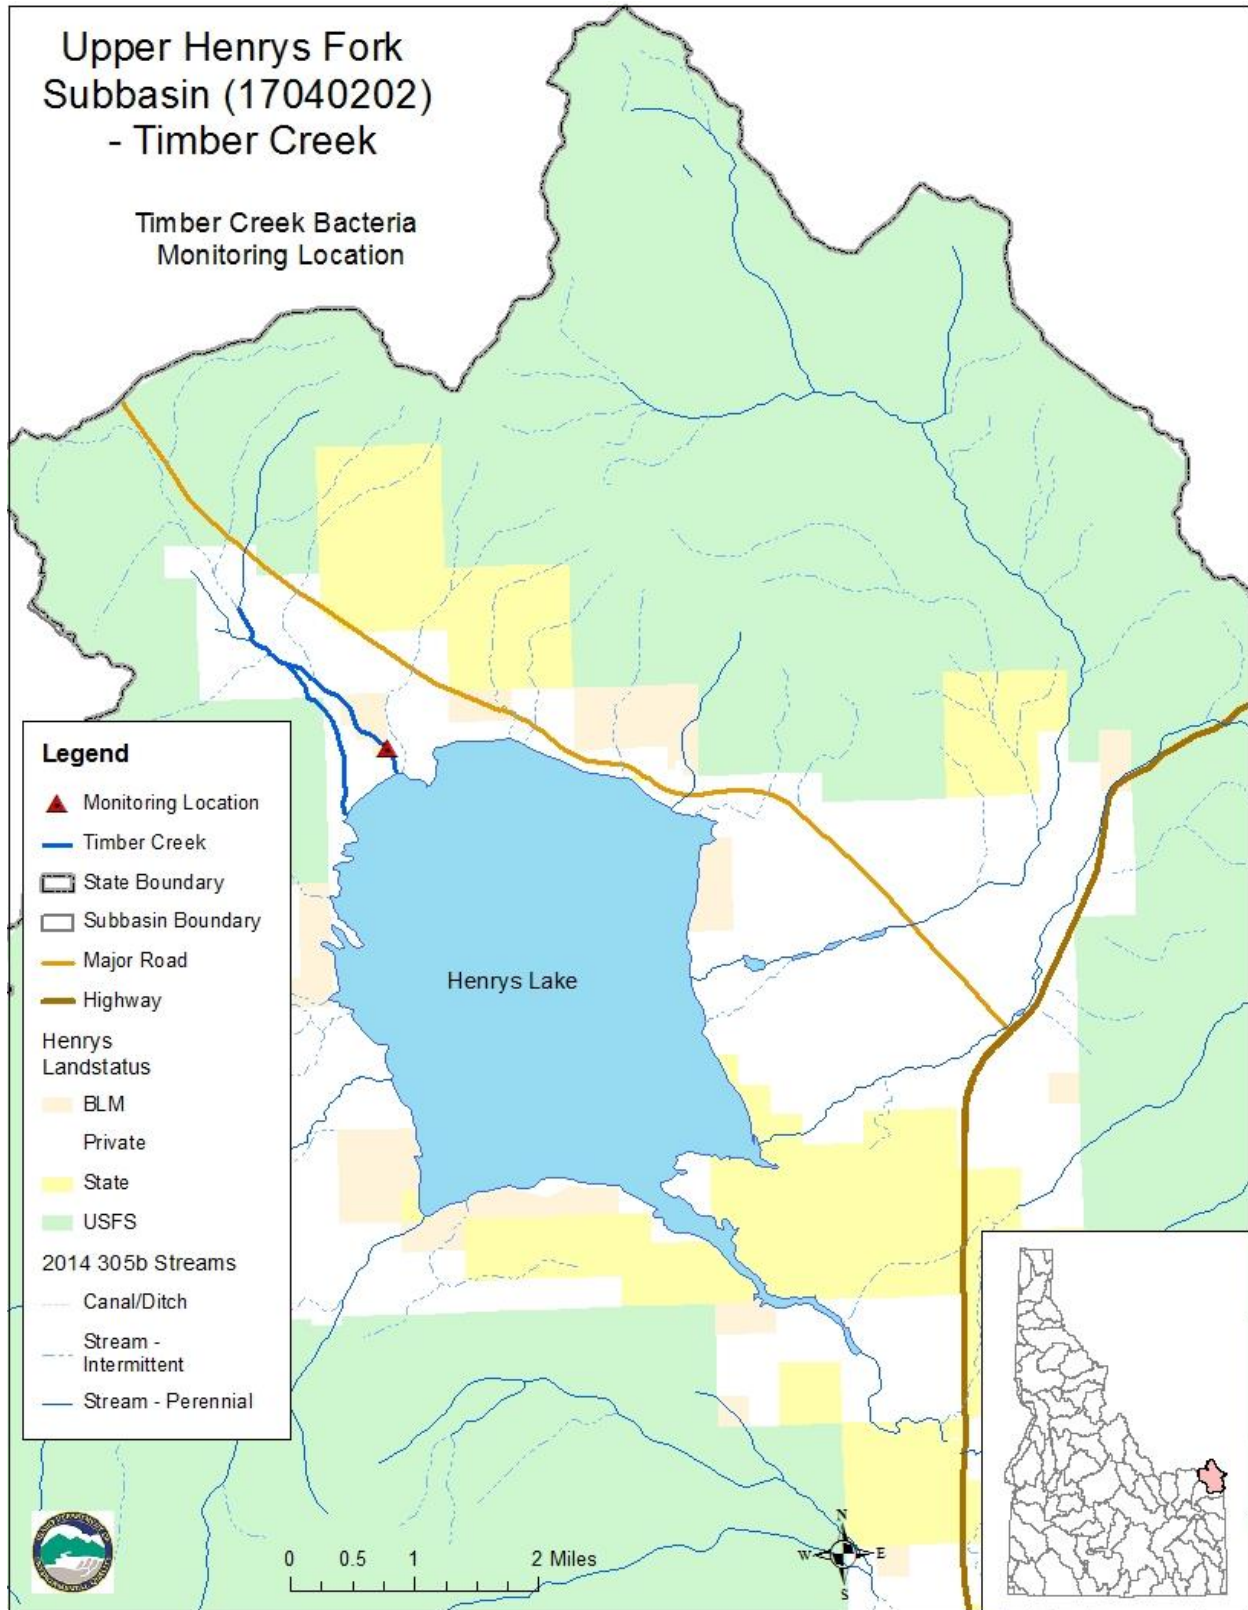 Upper Henrys Fork
Subbasin (17040202)
- Timber Creek
Timber Creek Bacteria
Monitoring Location
Henrys Lake
Legend
Monitoring Location
Timber Creek
State Boundary
Subbasin Boundary
Major Road
Highway
Henrys
Landstatus
BLM
Private
State
USFS
2014 305b Streams
Canal/Ditch
Stream -
Intermittent
Stream - Perennial
0 0.5 1 2 Miles
N
W E
S